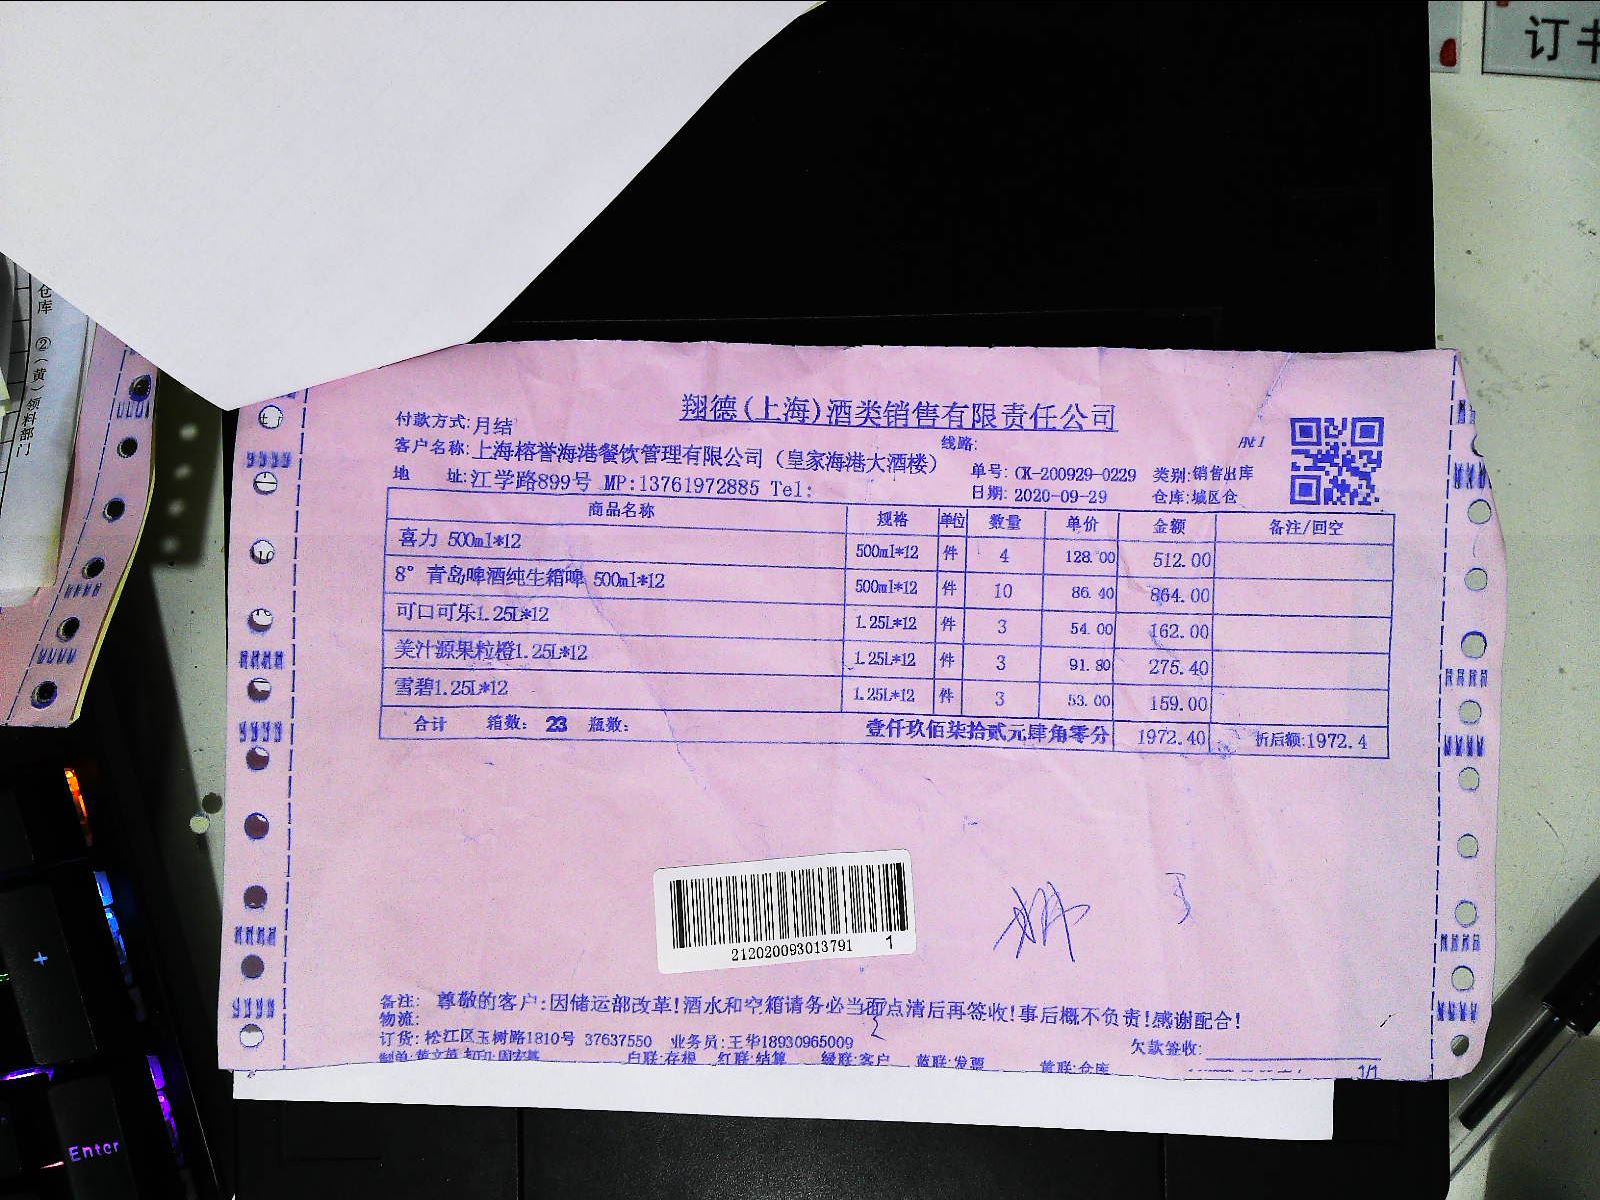 订书
仓库 ②(黄)领料部门
翔德(上海)酒类销售有限责任公司
付款方式:月结
线路:
客户名称:上海榕誉海港餐饮管理有限公司（皇家海港大酒楼）
单号: CK-200929-0229 类别:销售出库
地 址:江学路899号 MP:13761972885 Tel:
日期: 2020-09-29 仓库:城区仓
商品名称 规格 单位 数量 单价 金额 备注/回空
喜力 500ml*12 500ml*12 件 4 128.00 512.00
8° 青岛啤酒纯生箱啤 500ml*12 500ml*12 件 10 86.40 864.00
可口可乐1.25L*12 1.25L*12 件 3 54.00 162.00
美汁源果粒橙1.25L*12 1.25L*12 件 3 91.80 275.40
雪碧1.25L*12 1.25L*12 件 3 53.00 159.00
合计 箱数: 23 瓶数: 壹仟玖佰柒拾贰元肆角零分 1972.40 折后额:1972.4
212020093013791 1
备注: 尊敬的客户:因储运部改革!酒水和空箱请务必当面点清后再签收!事后概不负责!感谢配合!
物流:
订货: 松江区玉树路1810号 37637550 业务员:王华18930965009
欠款签收:
白联:存根 红联:结算 绿联:客户 蓝联:发票 黄联:仓库
1/1
+
Enter